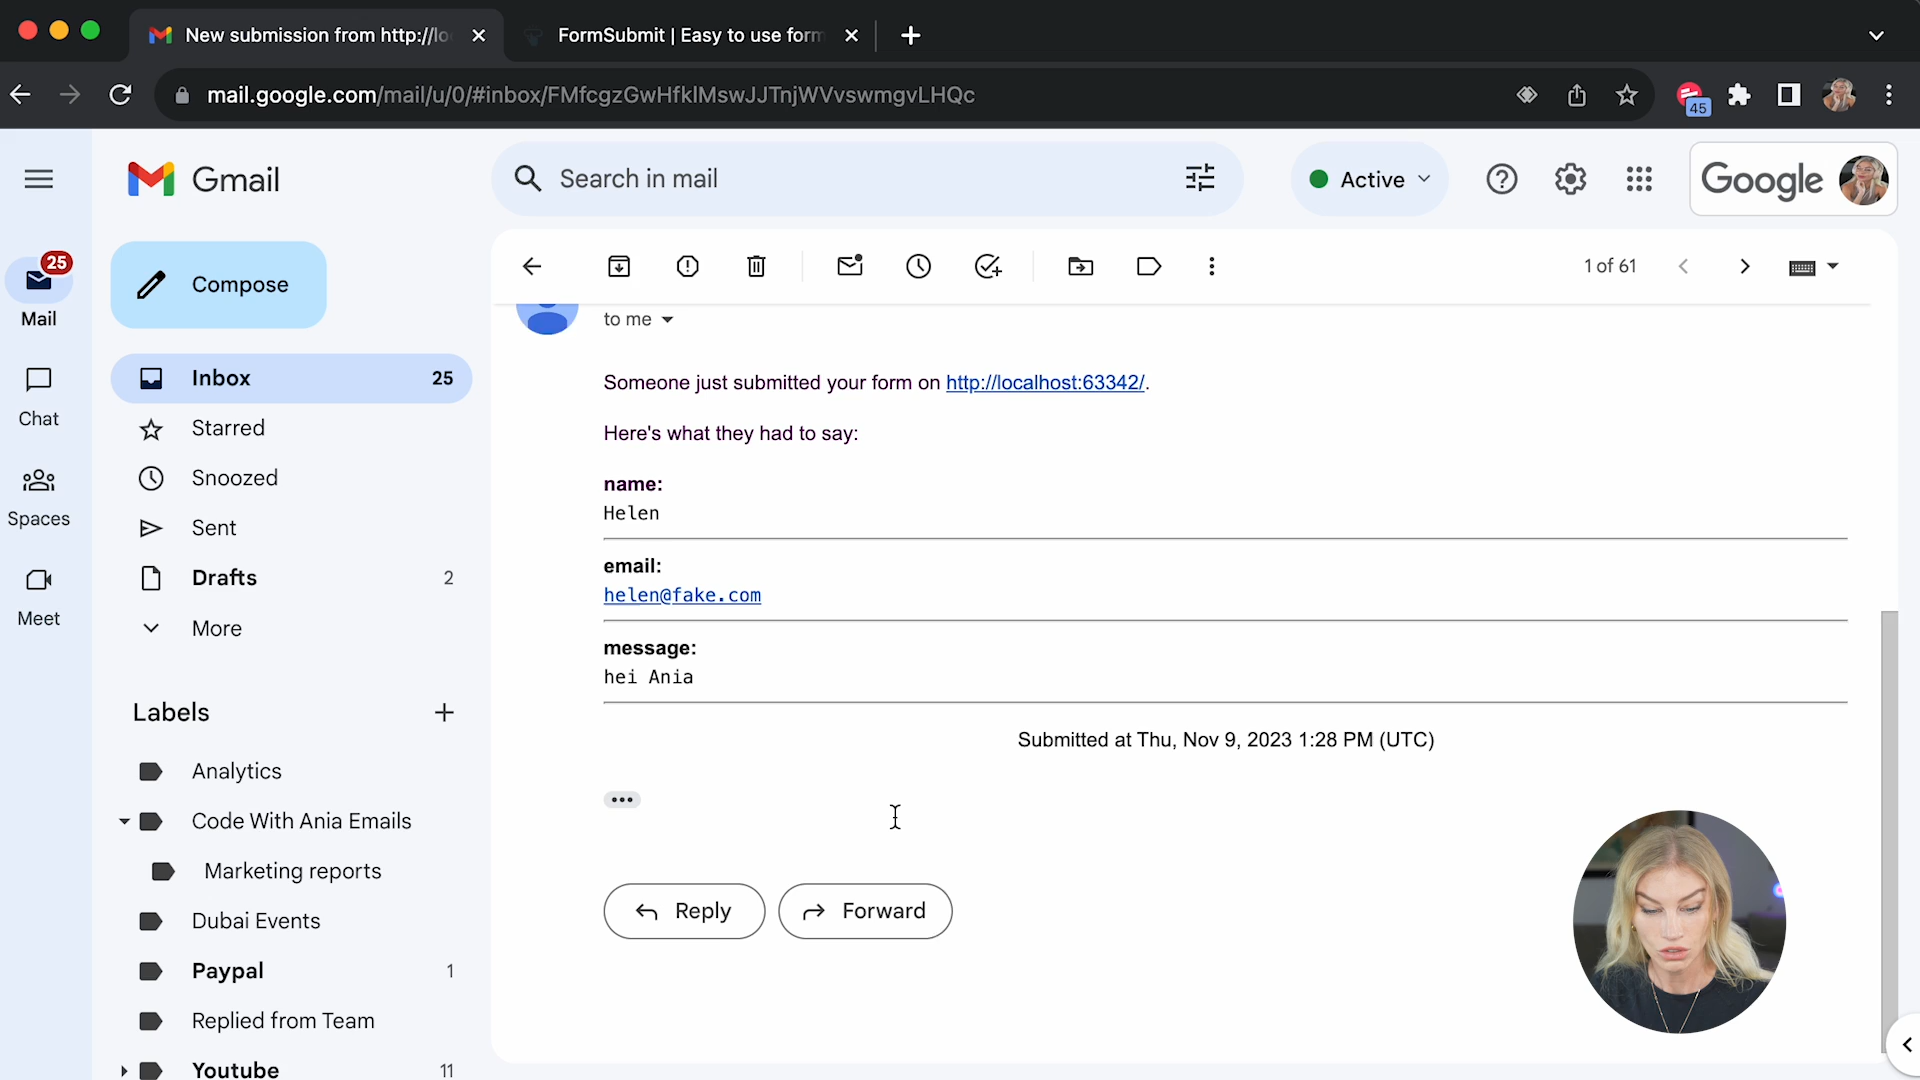 New submission from http://lo
FormSubmit | Easy to use form
mail.google.com/mail/u/0/#inbox/FMfcgzGwHfkIMswJJTnjWVvswmgvLHQc
45
Gmail
Search in mail
Active
Google
25
Mail
Chat
Spaces
Meet
Compose
Inbox 25
Starred
Snoozed
Sent
Drafts 2
More
Labels
Analytics
Code With Ania Emails
Marketing reports
Dubai Events
Paypal 1
Replied from Team
Youtube 11
1 of 61
to me
Someone just submitted your form on http://localhost:63342/.
Here's what they had to say:
name:
Helen
email:
helen@fake.com
message:
hei Ania
Submitted at Thu, Nov 9, 2023 1:28 PM (UTC)
Reply
Forward